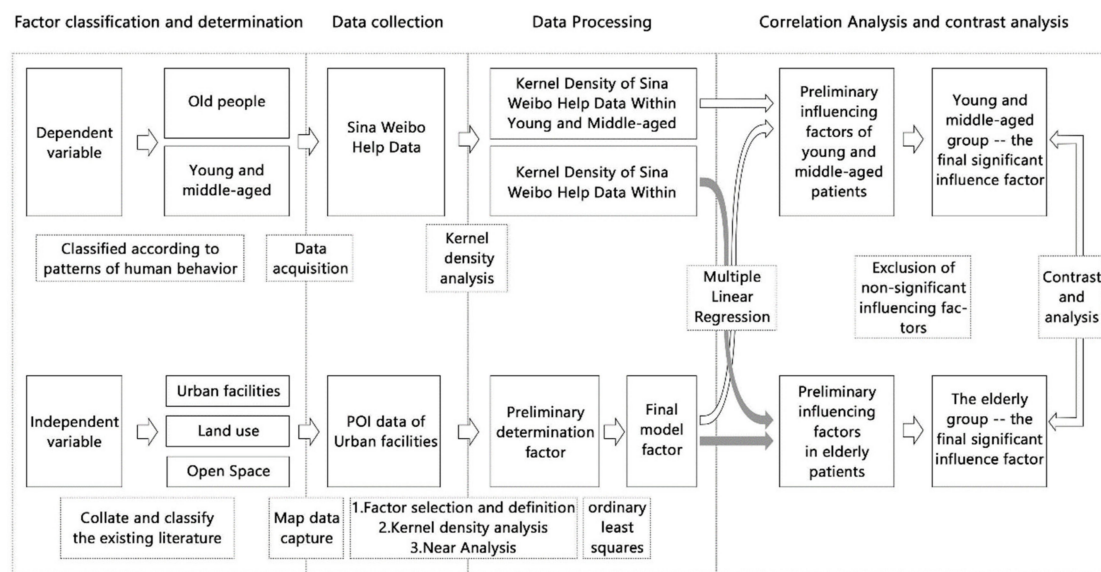 Factor classification and determination
Data collection
Data Processing
Correlation Analysis and contrast analysis
Dependent
variable
Old people
Young and
middle-aged
Sina Weibo
Help Data
Kernel Density of Sina
Weibo Help Data Within
Young and Middle-aged
Kernel Density of Sina
Weibo Help Data Within
Preliminary
influencing
factors of
young and
middle-aged
patients
Young and
middle-aged
group -- the
final significant
influence factor
Classified according to
patterns of human behavior
Data
acquisition
Kernel
density
analysis
Multiple
Linear
Regression
Exclusion of
non-significant
influencing fac-
tors
Contrast
and
analysis
Independent
variable
Urban facilities
Land use
Open Space
POI data of
Urban facilities
Preliminary
determination
factor
Final
model
factor
Preliminary
influencing
factors
in elderly
patients
The elderly
group -- the
final significant
influence factor
Collate and classify
the existing literature
Map data
capture
1.Factor selection and definition
2.Kernel density analysis
3.Near Analysis
ordinary
least
squares